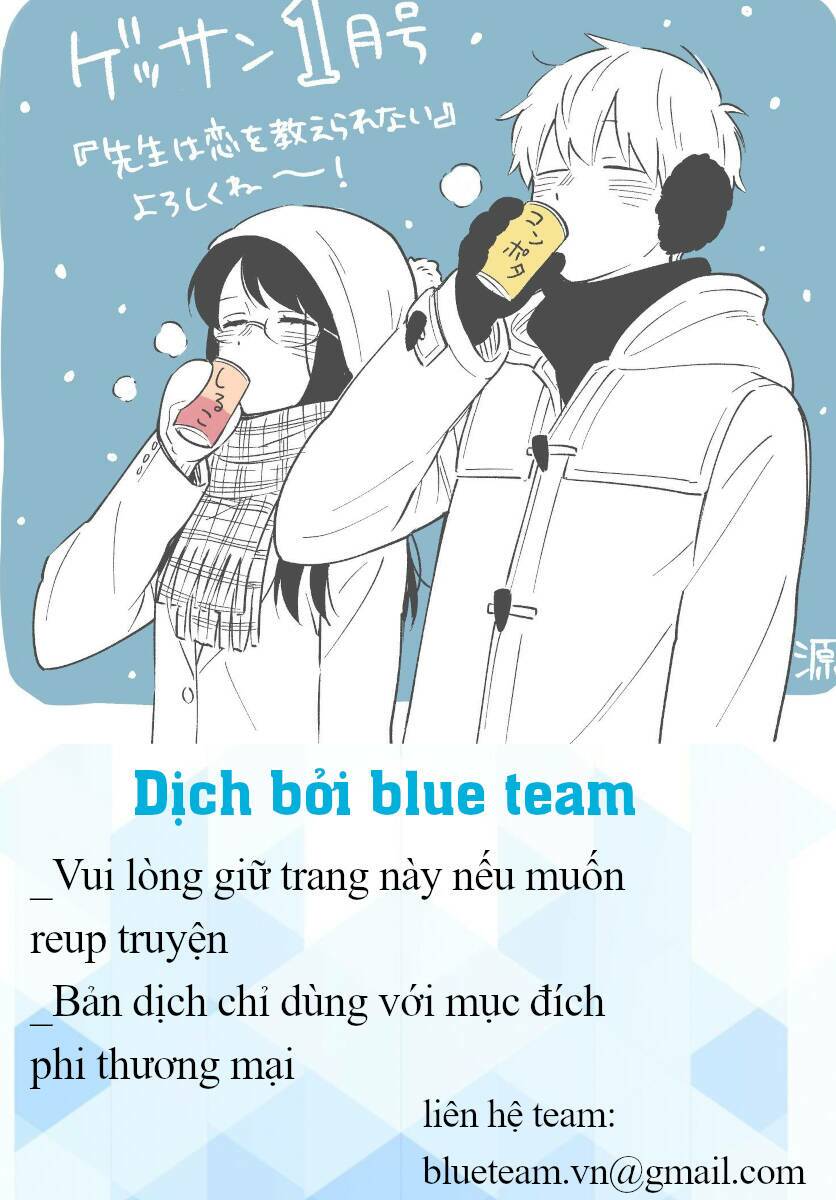 ゲッサン1月号
『先生は恋を教えられない』
よろしくね〜!
コンポタ
しるこ
源
Dịch bởi blue team
_Vui lòng giữ trang này nếu muốn
reup truyện
_Bản dịch chỉ dùng với mục đích
phi thương mại
liên hệ team:
blueteam.vn@gmail.com